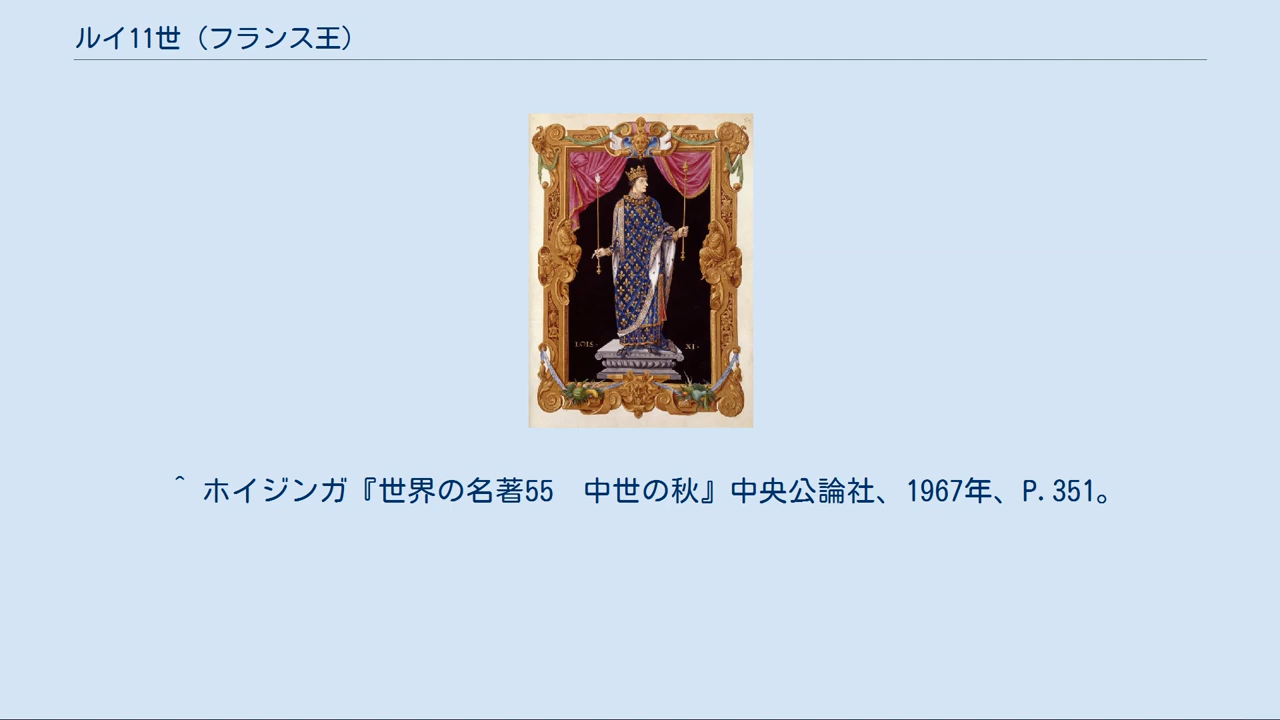 ルイ11世（フランス王）
LOIS · XI ·
^ ホイジンガ『世界の名著55　中世の秋』中央公論社、1967年、P.351。